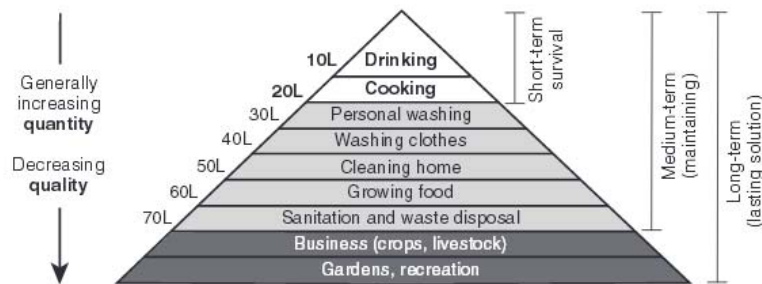 Generally
increasing
quantity
Decreasing
quality
10L
Drinking
20L
Cooking
30L
Personal washing
40L
Washing clothes
50L
Cleaning home
60L
Growing food
70L
Sanitation and waste disposal
Business (crops, livestock)
Gardens, recreation
Short-term
survival
Medium-term
(maintaining)
Long-term
(lasting solution)